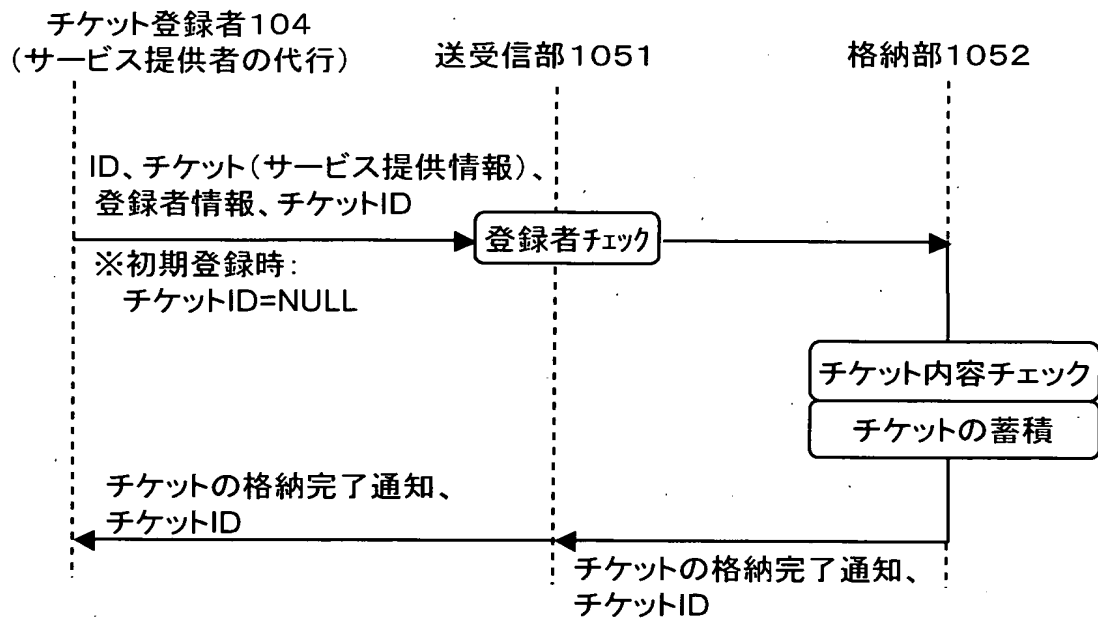 チケット登録者104
(サービス提供者の代行)
送受信部1051
格納部1052
ID、チケット(サービス提供情報)、
登録者情報、チケットID
※初期登録時:
チケットID=NULL
登録者チェック
チケット内容チェック
チケットの蓄積
チケットの格納完了通知、
チケットID
チケットの格納完了通知、
チケットID